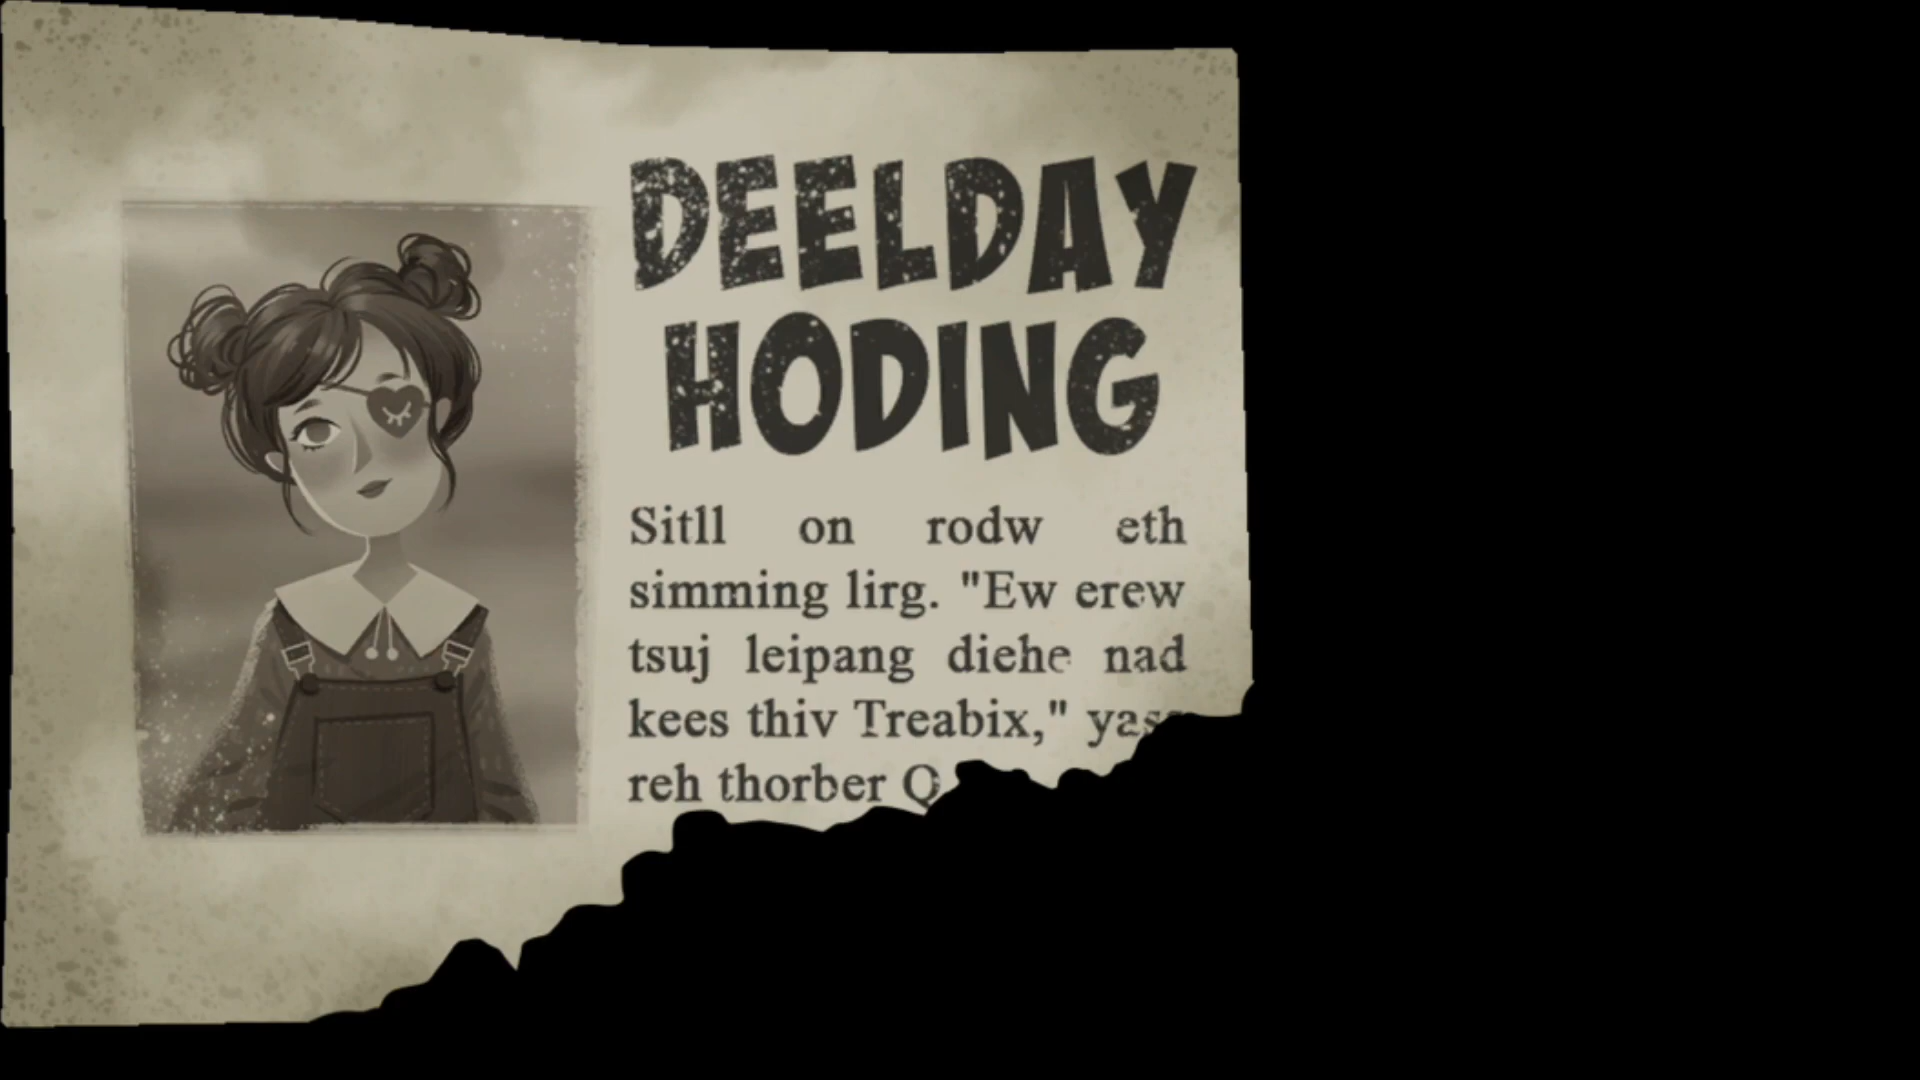 DEELDAY
HODING
Sitll on rodw eth
simming lirg. "Ew erew
tsuj leipang diehe nad
kees thiv Treabix,"
reh thorber Q